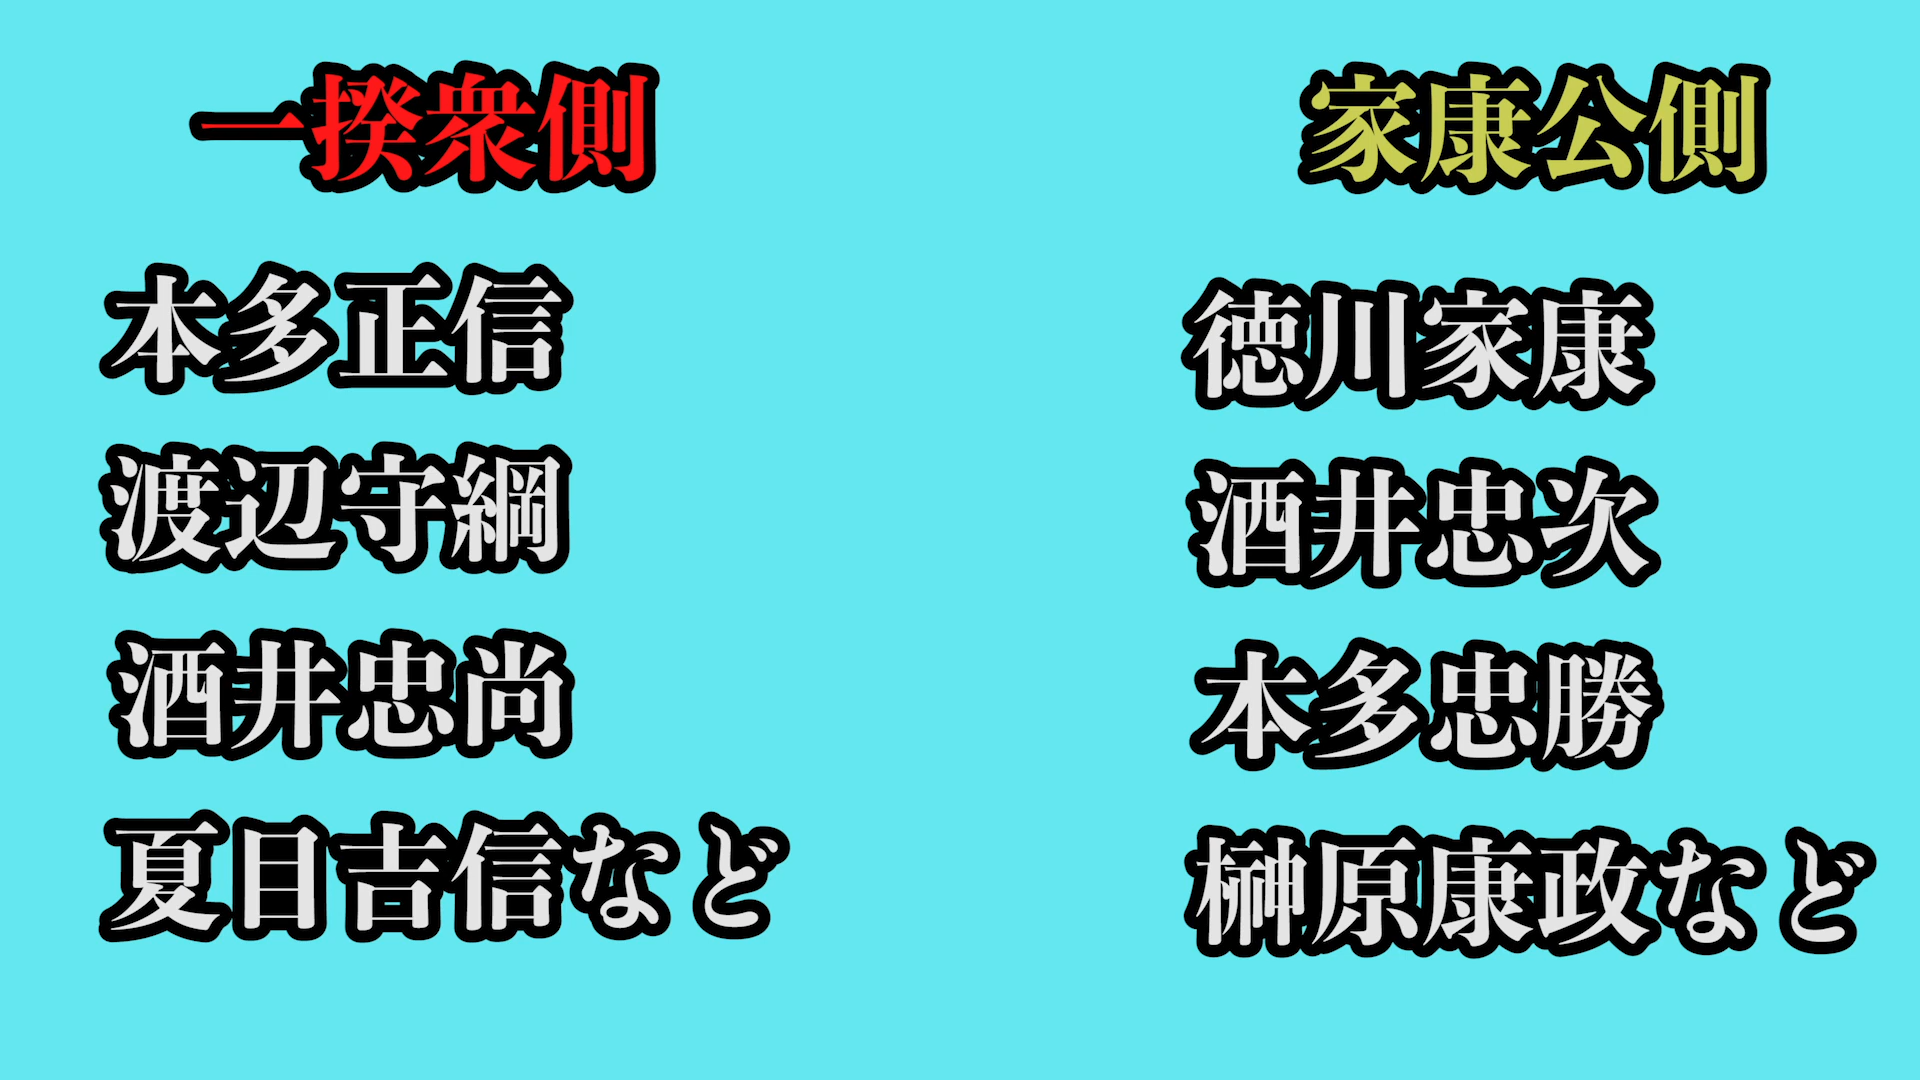 一揆衆側
本多正信
渡辺守綱
酒井忠尚
夏目吉信など
家康公側
徳川家康
酒井忠次
本多忠勝
榊原康政など